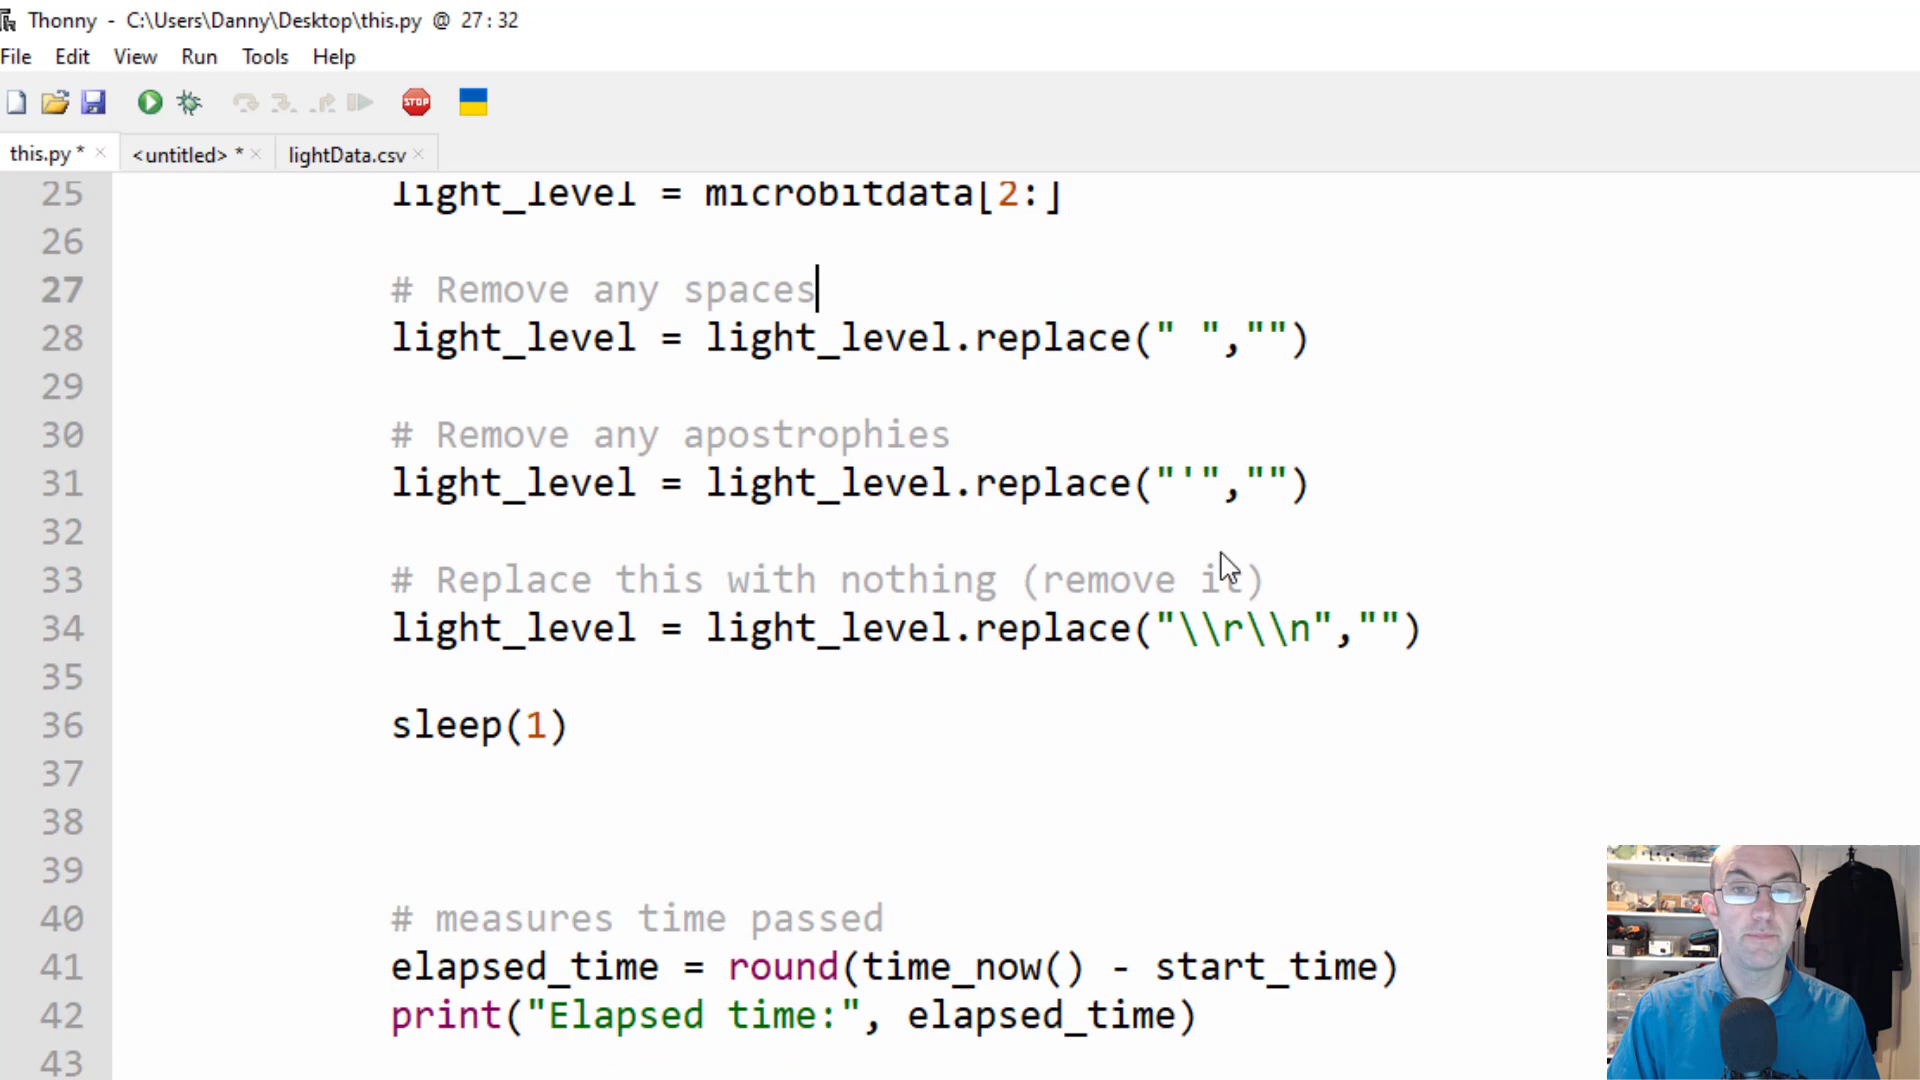 Thonny - C:\Users\Danny\Desktop\this.py @ 27:32
File Edit View Run Tools Help
STOP
this.py * × <untitled> * × lightData.csv ×
25 light_level = microbitdata[2:]
26
27 # Remove any spaces
28 light_level = light_level.replace(" ","")
29
30 # Remove any apostrophies
31 light_level = light_level.replace("'","")
32
33 # Replace this with nothing (remove it)
34 light_level = light_level.replace("\\r\\n","")
35
36 sleep(1)
37
38
39
40 # measures time passed
41 elapsed_time = round(time_now() - start_time)
42 print("Elapsed time:", elapsed_time)
43